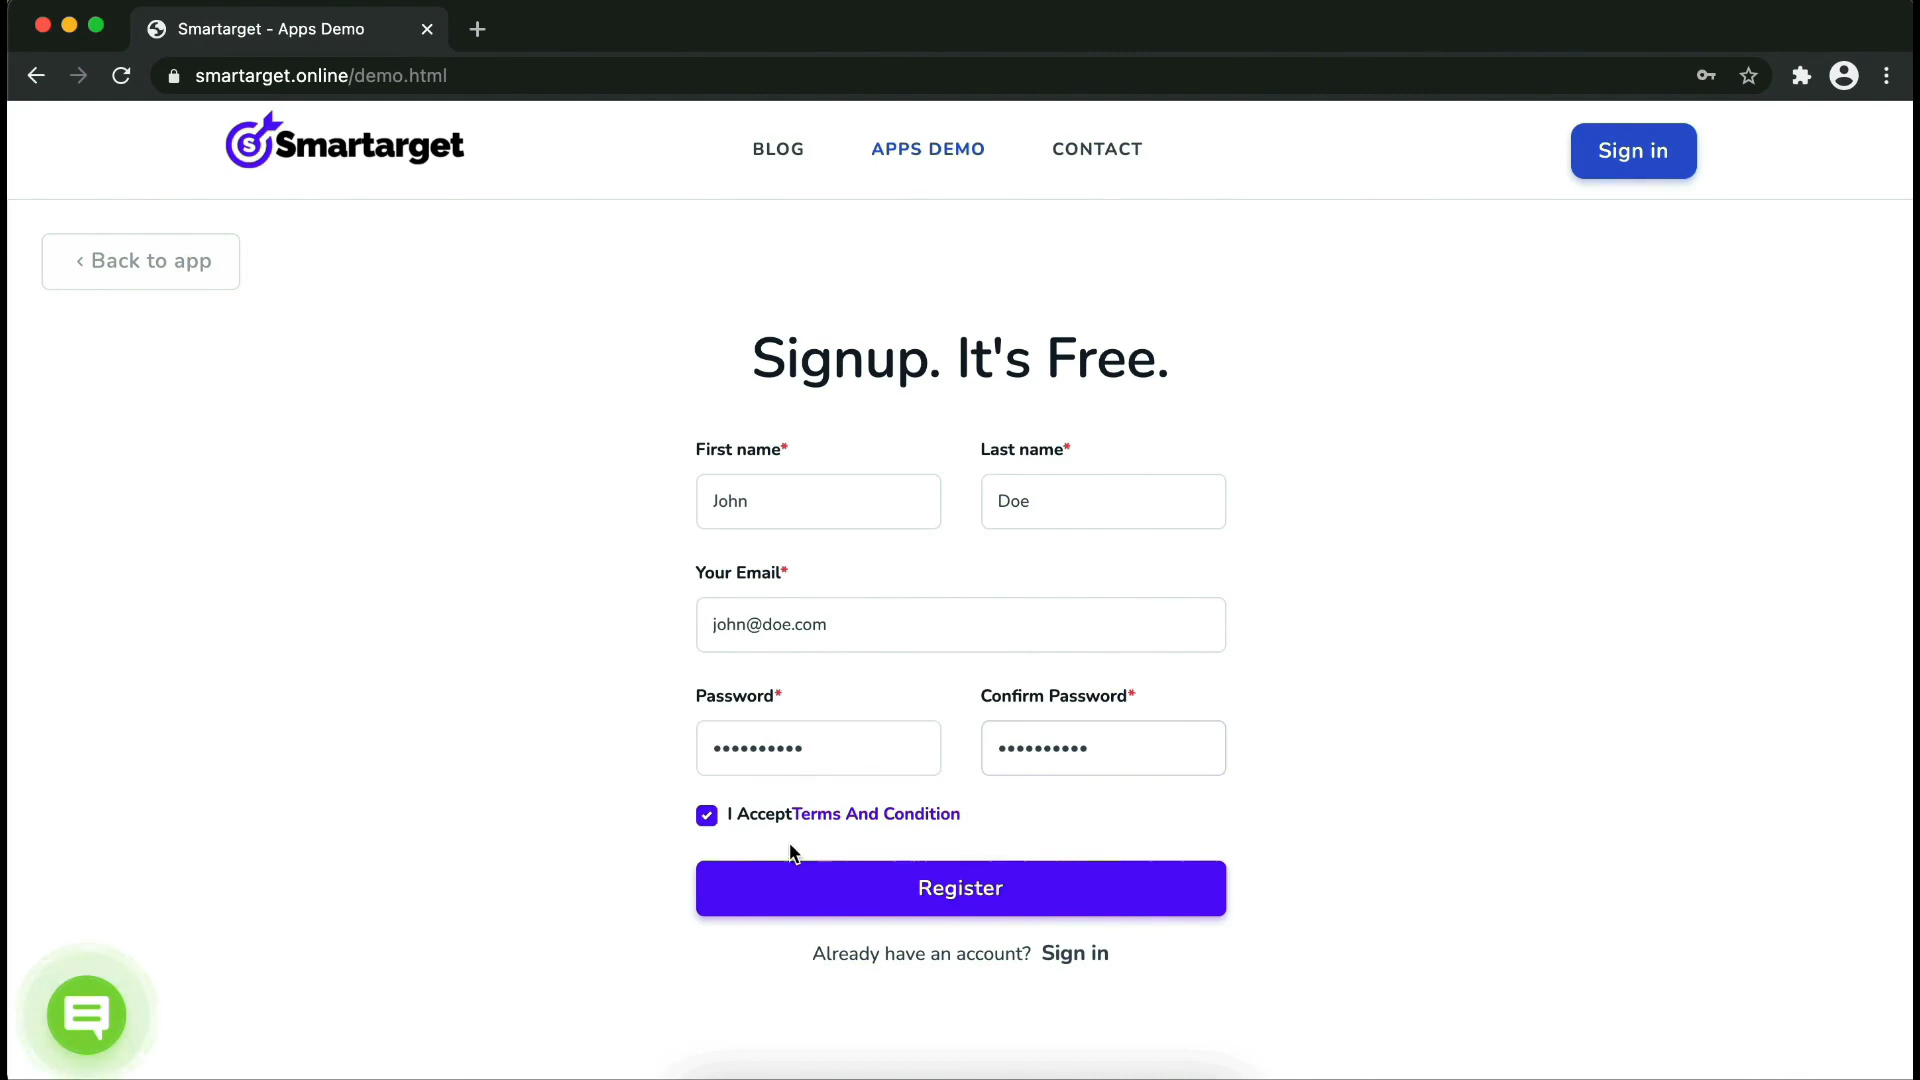 Smartarget - Apps Demo
smartarget.online/demo.html
Smartarget
BLOG
APPS DEMO
CONTACT
Sign in
‹ Back to app
Signup. It's Free.
First name*
Last name*
John
Doe
Your Email*
john@doe.com
Password*
Confirm Password*
••••••••••
••••••••••
I AcceptTerms And Condition
Register
Already have an account? Sign in